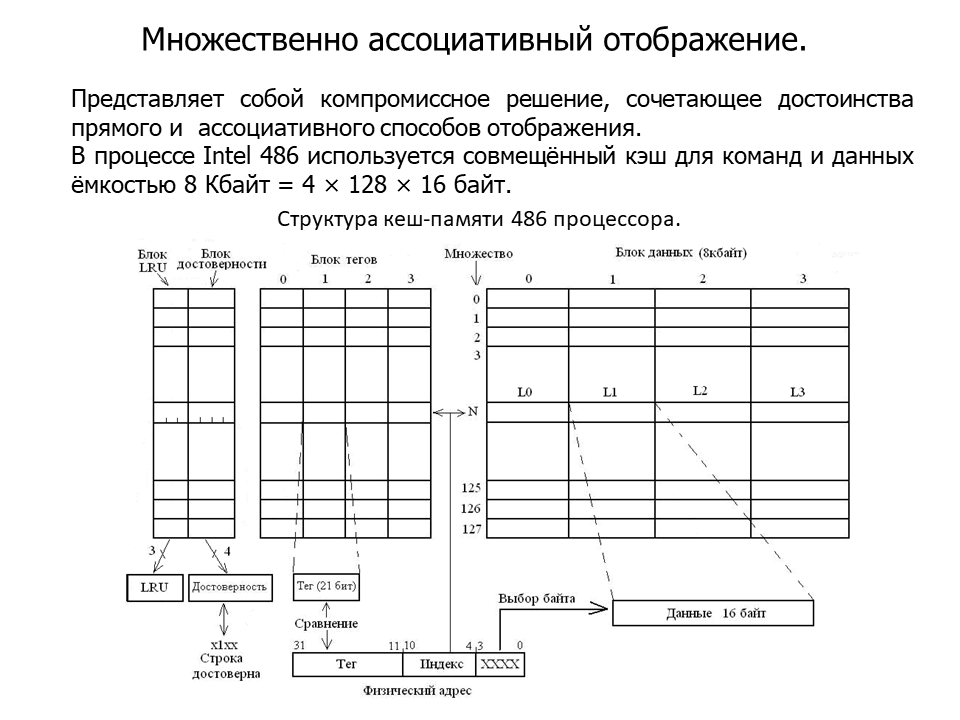 Множественно ассоциативный отображение.
Представляет собой компромиссное решение, сочетающее достоинства
прямого и ассоциативного способов отображения.
В процессе Intel 486 используется совмещённый кэш для команд и данных
ёмкостью 8 Кбайт = 4 × 128 × 16 байт.
Структура кеш-памяти 486 процессора.
Блок LRU
Блок достоверности
Блок тегов
Множество
Блок данных (8кбайт)
0 1 2 3
0 1 2 3
0
1
2
3
L0 L1 L2 L3
N
125
126
127
3 4
LRU
Достоверность
Тег (21 бит)
Выбор байта
Данные 16 байт
Сравнение
x1xx
Строка
достоверна
31 11 10 4 3 0
Тег Индекс XXXX
Физический адрес